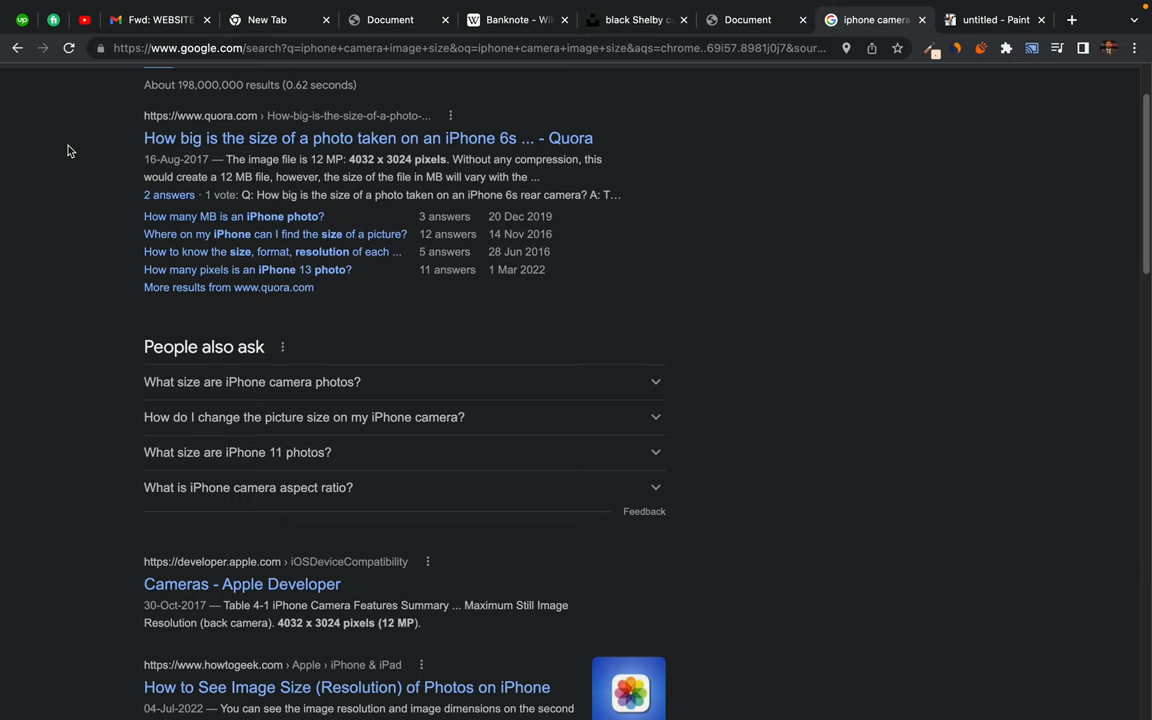 Fwd: WEBSITE
New Tab
Document
Banknote - Wi
black Shelby c
Document
iphone camera
untitled - Paint
https://www.google.com/search?q=iphone+camera+image+size&oq=iphone+camera+image+size&aqs=chrome..69i57.8981j0j7&sour...
About 198,000,000 results (0.62 seconds)
https://www.quora.com › How-big-is-the-size-of-a-photo-...
How big is the size of a photo taken on an iPhone 6s ... - Quora
16-Aug-2017 — The image file is 12 MP: 4032 x 3024 pixels. Without any compression, this
would create a 12 MB file, however, the size of the file in MB will vary with the ...
2 answers · 1 vote: Q: How big is the size of a photo taken on an iPhone 6s rear camera? A: T...
How many MB is an iPhone photo? 3 answers 20 Dec 2019
Where on my iPhone can I find the size of a picture? 12 answers 14 Nov 2016
How to know the size, format, resolution of each ... 5 answers 28 Jun 2016
How many pixels is an iPhone 13 photo? 11 answers 1 Mar 2022
More results from www.quora.com
People also ask
What size are iPhone camera photos?
How do I change the picture size on my iPhone camera?
What size are iPhone 11 photos?
What is iPhone camera aspect ratio?
Feedback
https://developer.apple.com › iOSDeviceCompatibility
Cameras - Apple Developer
30-Oct-2017 — Table 4-1 iPhone Camera Features Summary ... Maximum Still Image
Resolution (back camera). 4032 x 3024 pixels (12 MP).
https://www.howtogeek.com › Apple › iPhone & iPad
How to See Image Size (Resolution) of Photos on iPhone
04-Jul-2022 — You can see the image resolution and image dimensions on the second